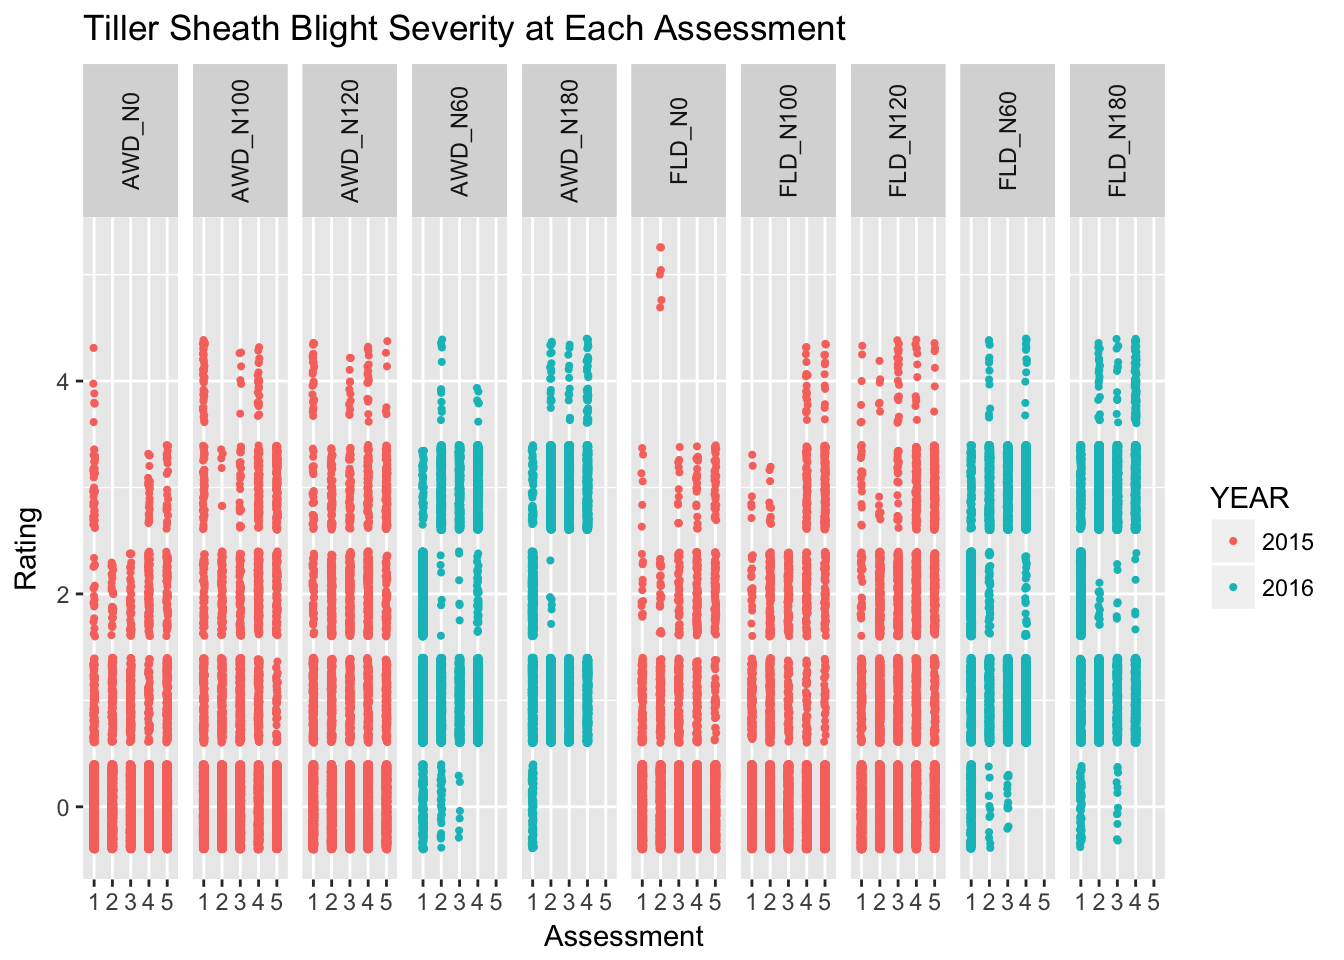 Tiller Sheath Blight Severity at Each Assessment
AWD_N0
AWD_N100
AWD_N120
AWD_N60
AWD_N180
FLD_N0
FLD_N100
FLD_N120
FLD_N60
FLD_N180
Rating
4
2
0
1 2 3 4 5
1 2 3 4 5
1 2 3 4 5
1 2 3 4 5
1 2 3 4 5
1 2 3 4 5
1 2 3 4 5
1 2 3 4 5
1 2 3 4 5
1 2 3 4 5
Assessment
YEAR
2015
2016